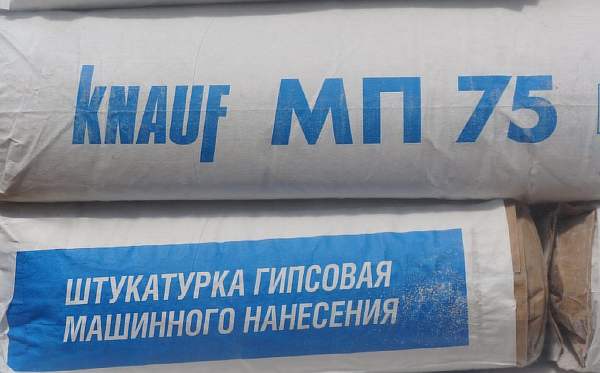 KNAUF МП 75
ШТУКАТУРКА ГИПСОВАЯ
МАШИННОГО НАНЕСЕНИЯ